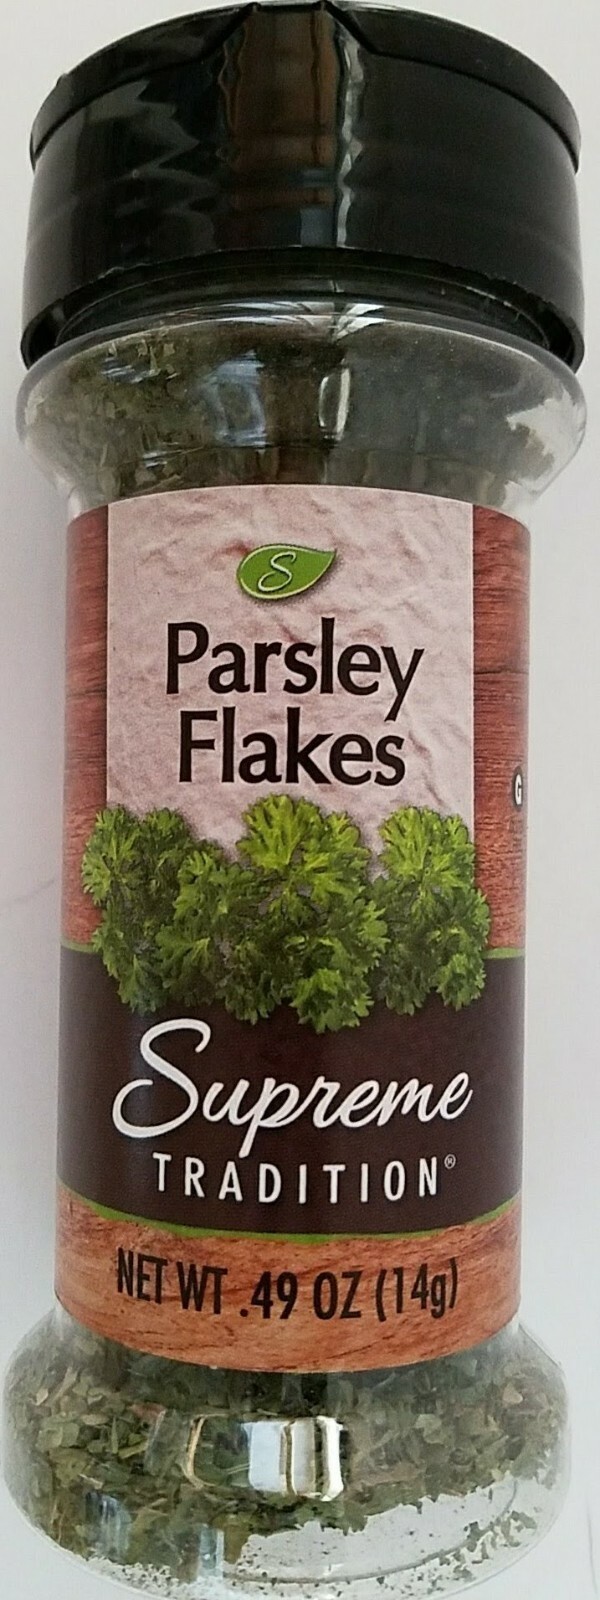 S
Parsley
Flakes
G
Supreme
TRADITION®
NET WT .49 OZ (14g)